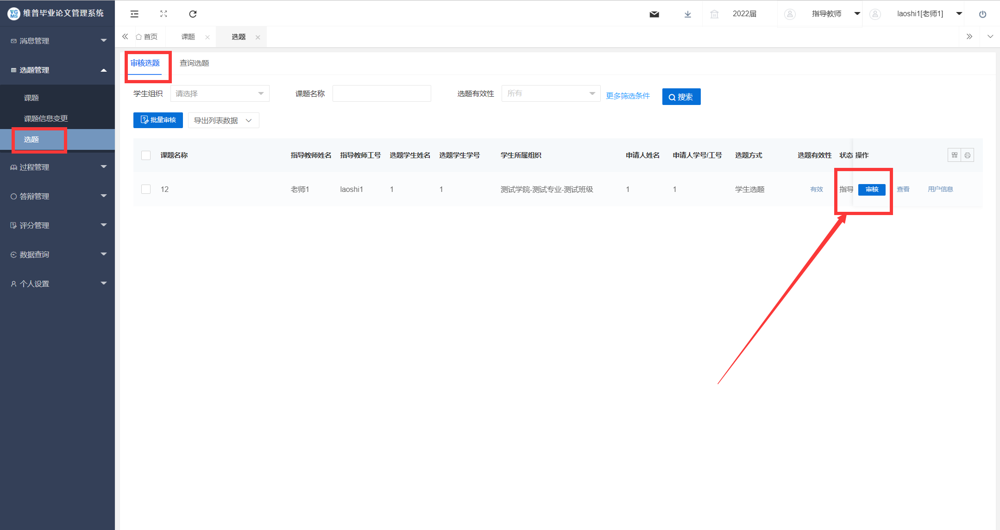 VG
MS
维普毕业论文管理系统
2022届
指导教师
laoshi1[老师1]
消息管理
选题管理
课题
课题信息变更
选题
过程管理
答辩管理
评分管理
数据查询
个人设置
首页
课题
选题
审核选题
查询选题
学生组织
请选择
课题名称
选题有效性
所有
更多筛选条件
搜索
批量审核
导出列表数据
课题名称 指导教师姓名 指导教师工号 选题学生姓名 选题学生学号 学生所属组织 申请人姓名 申请人学号/工号 选题方式 选题有效性 状态 操作
12 老师1 laoshi1 1 1 测试学院-测试专业-测试班级 1 1 学生选题 有效 指导 审核 查看 用户信息